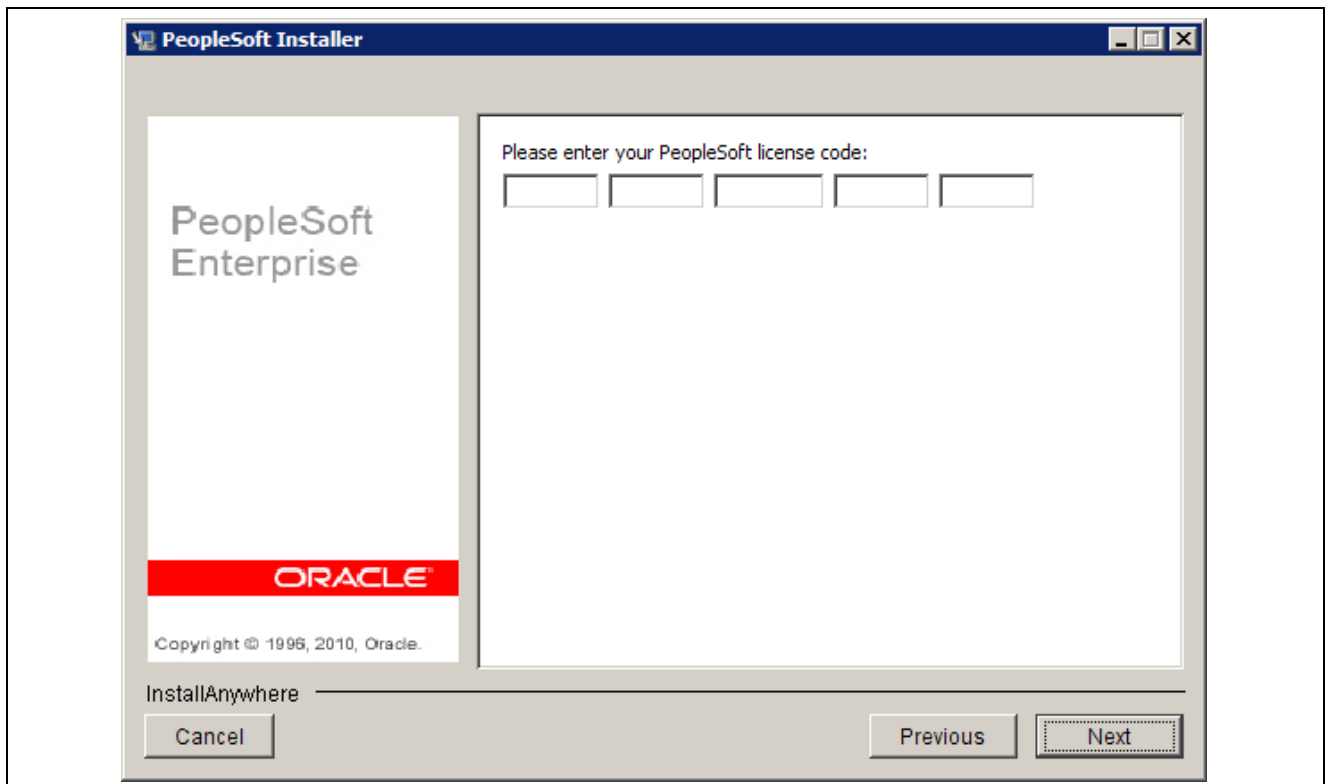 PeopleSoft Installer
Please enter your PeopleSoft license code:
PeopleSoft
Enterprise
ORACLE
Copyright © 1996, 2010, Oracle.
InstallAnywhere
Cancel
Previous
Next